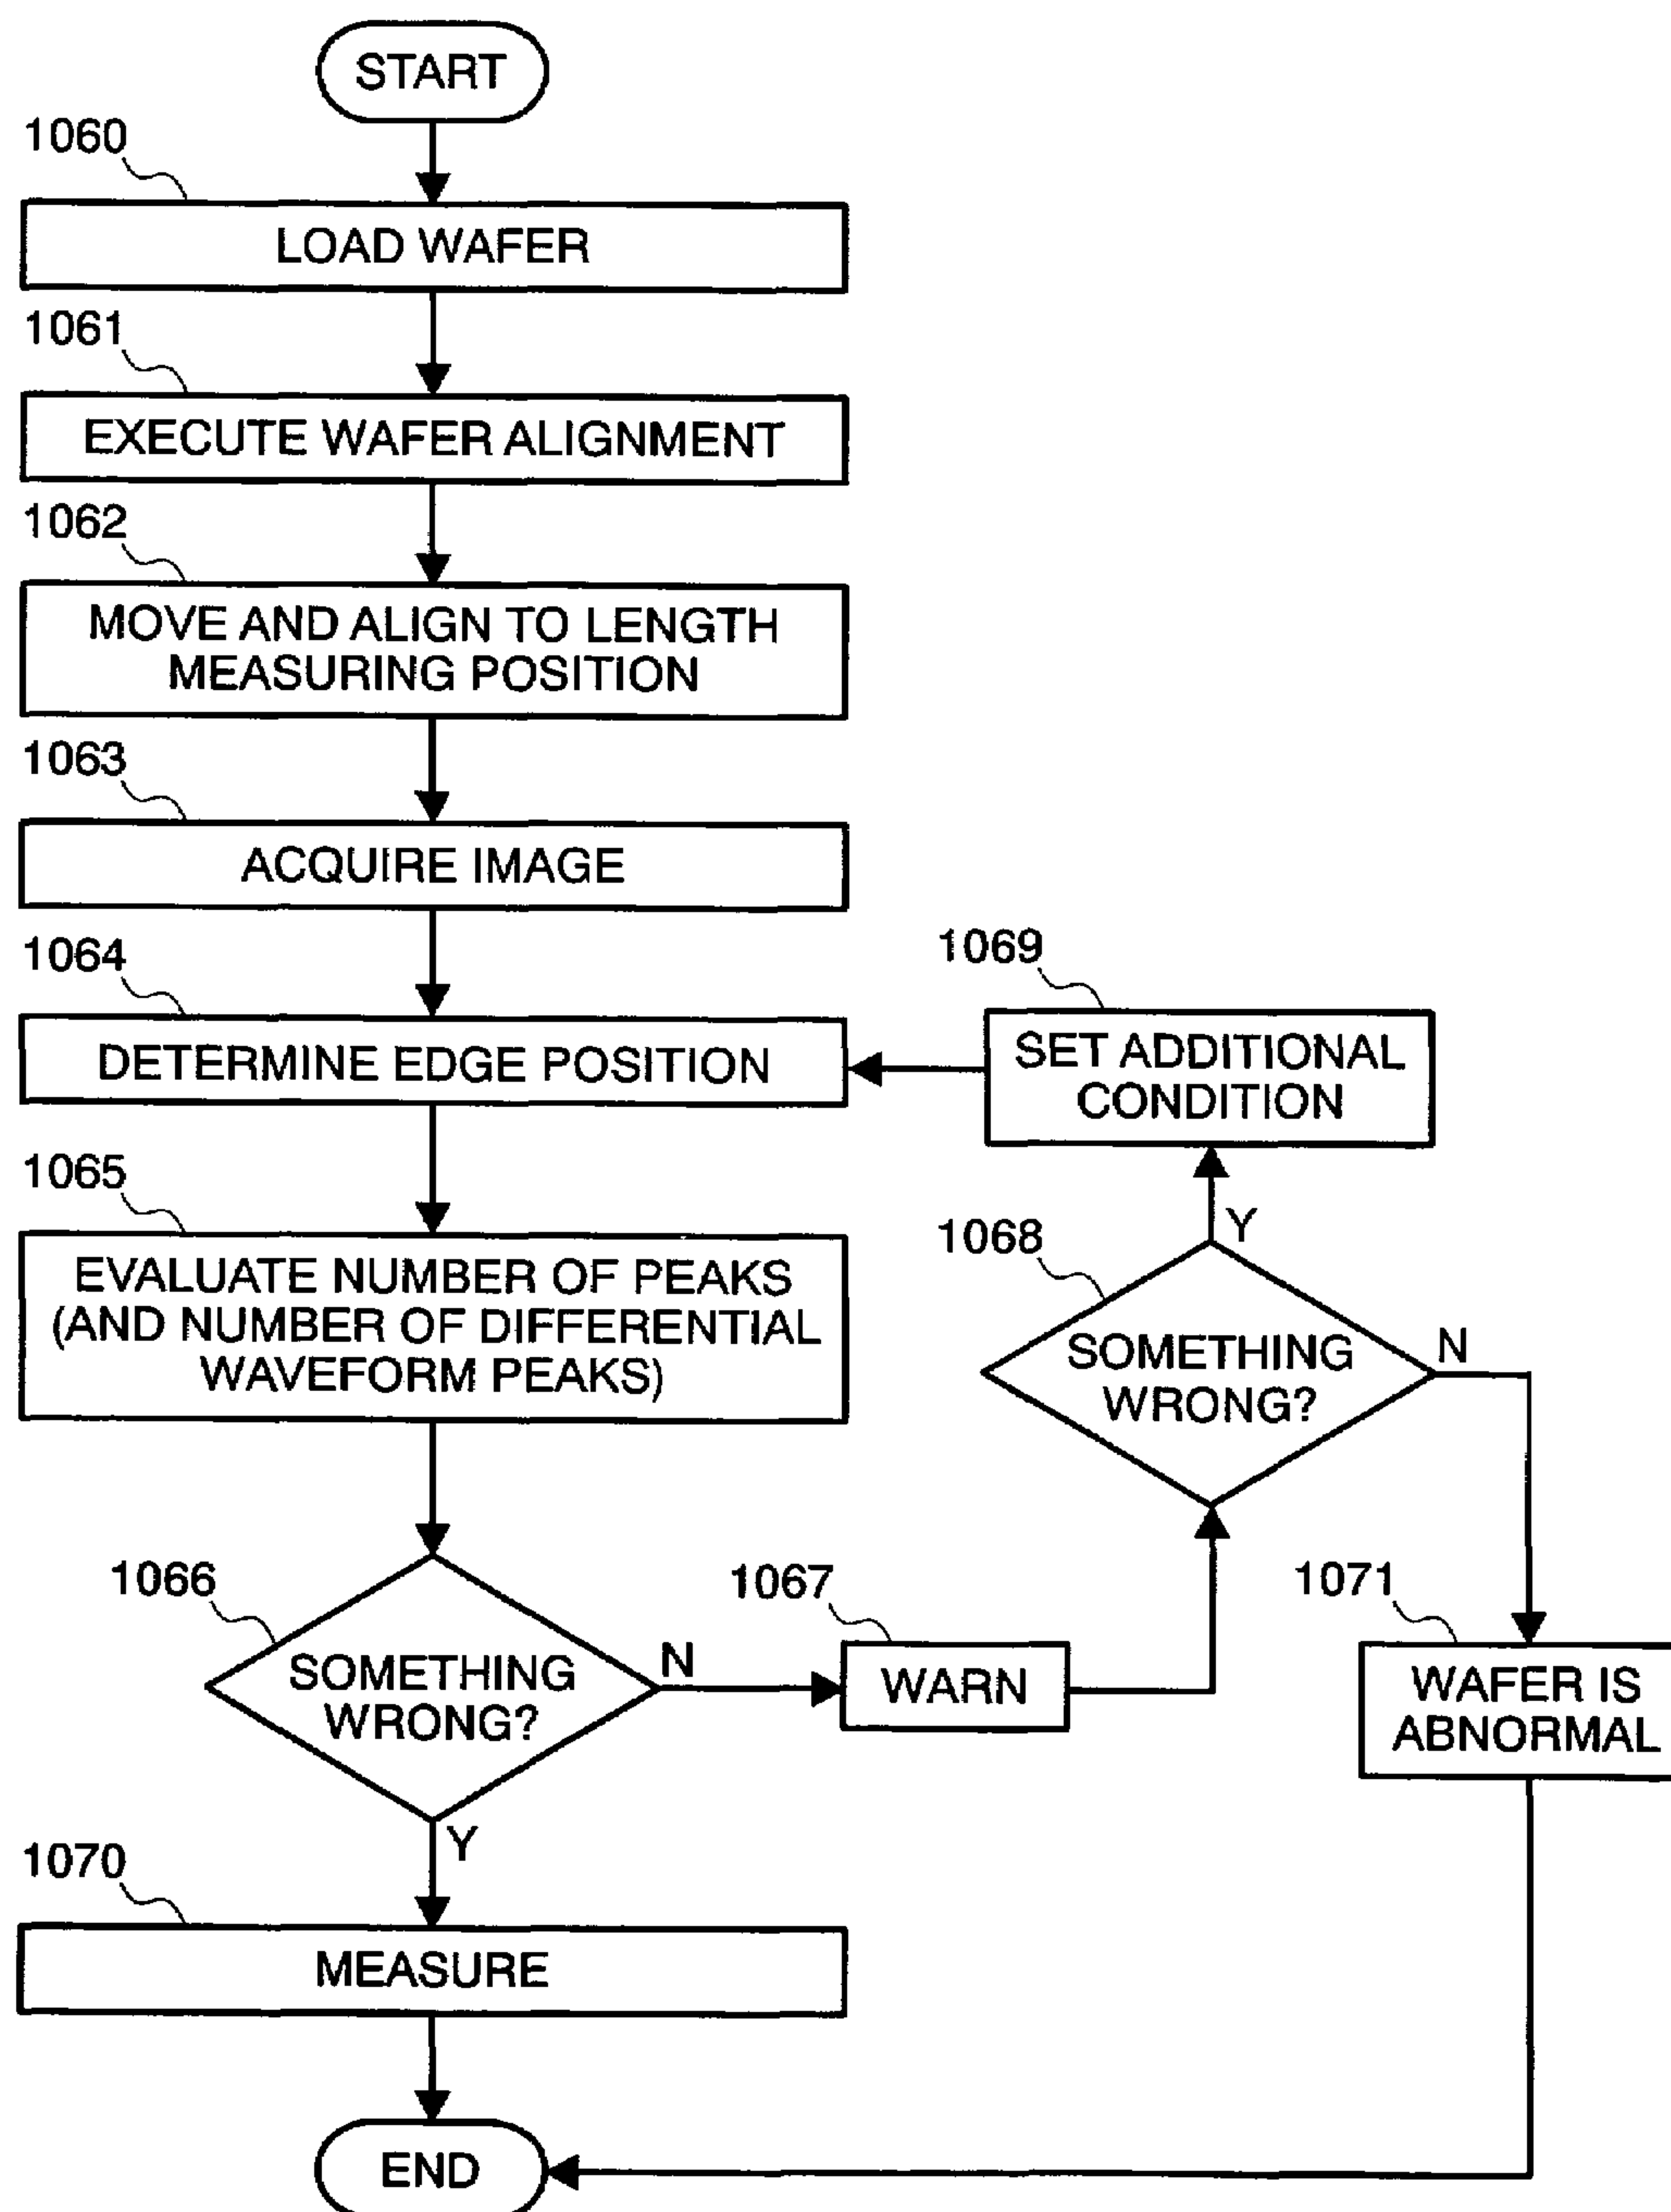 START
1060
LOAD WAFER
1061
EXECUTE WAFER ALIGNMENT
1062
MOVE AND ALIGN TO LENGTH
MEASURING POSITION
1063
ACQUIRE IMAGE
1064
DETERMINE EDGE POSITION
1069
SET ADDITIONAL
CONDITION
1065
EVALUATE NUMBER OF PEAKS
(AND NUMBER OF DIFFERENTIAL
WAVEFORM PEAKS)
1068
Y
SOMETHING
WRONG?
N
1066
SOMETHING
WRONG?
N
Y
1067
WARN
1071
WAFER IS
ABNORMAL
1070
MEASURE
END